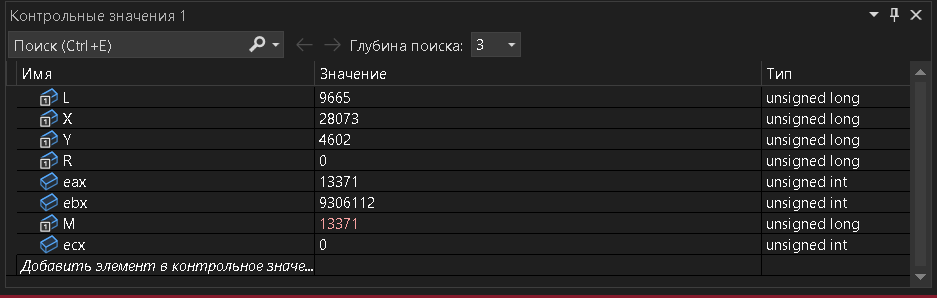 Контрольные значения 1
Поиск (Ctrl+E) Глубина поиска: 3
Имя Значение Тип
L 9665 unsigned long
X 28073 unsigned long
Y 4602 unsigned long
R 0 unsigned long
eax 13371 unsigned int
ebx 9306112 unsigned int
M 13371 unsigned long
ecx 0 unsigned int
Добавить элемент в контрольное значе...